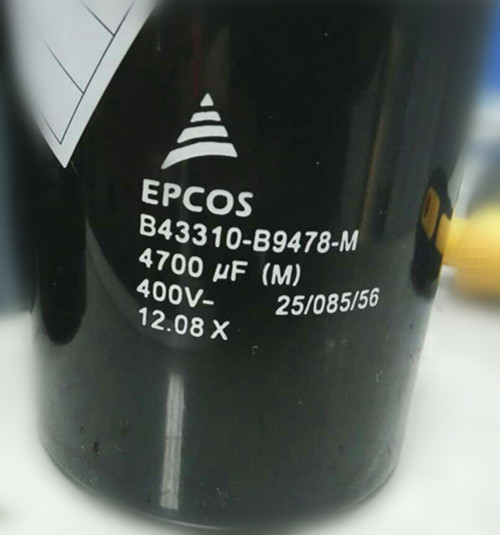 EPCOS
B43310-B9478-M
4700 μF (M)
400V– 25/085/56
12.08 X